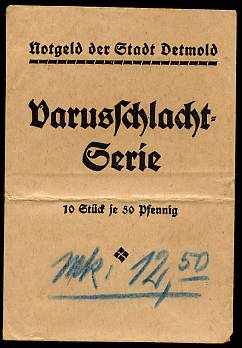 Notgeld der Stadt Detmold
Varusschlacht-
Serie
10 Stück je 50 Pfennig
Mk: 12,50